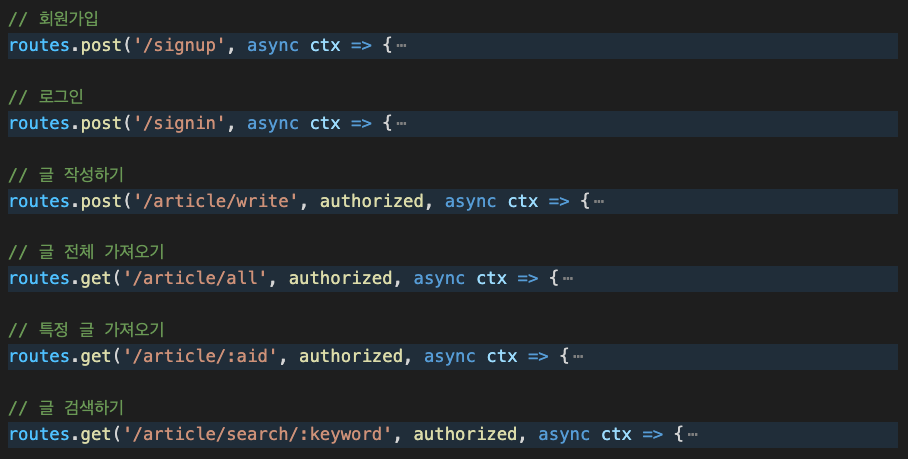 // 회원가입
routes.post('/signup', async ctx => {⋯
// 로그인
routes.post('/signin', async ctx => {⋯
// 글 작성하기
routes.post('/article/write', authorized, async ctx => {⋯
// 글 전체 가져오기
routes.get('/article/all', authorized, async ctx => {⋯
// 특정 글 가져오기
routes.get('/article/:aid', authorized, async ctx => {⋯
// 글 검색하기
routes.get('/article/search/:keyword', authorized, async ctx => {⋯